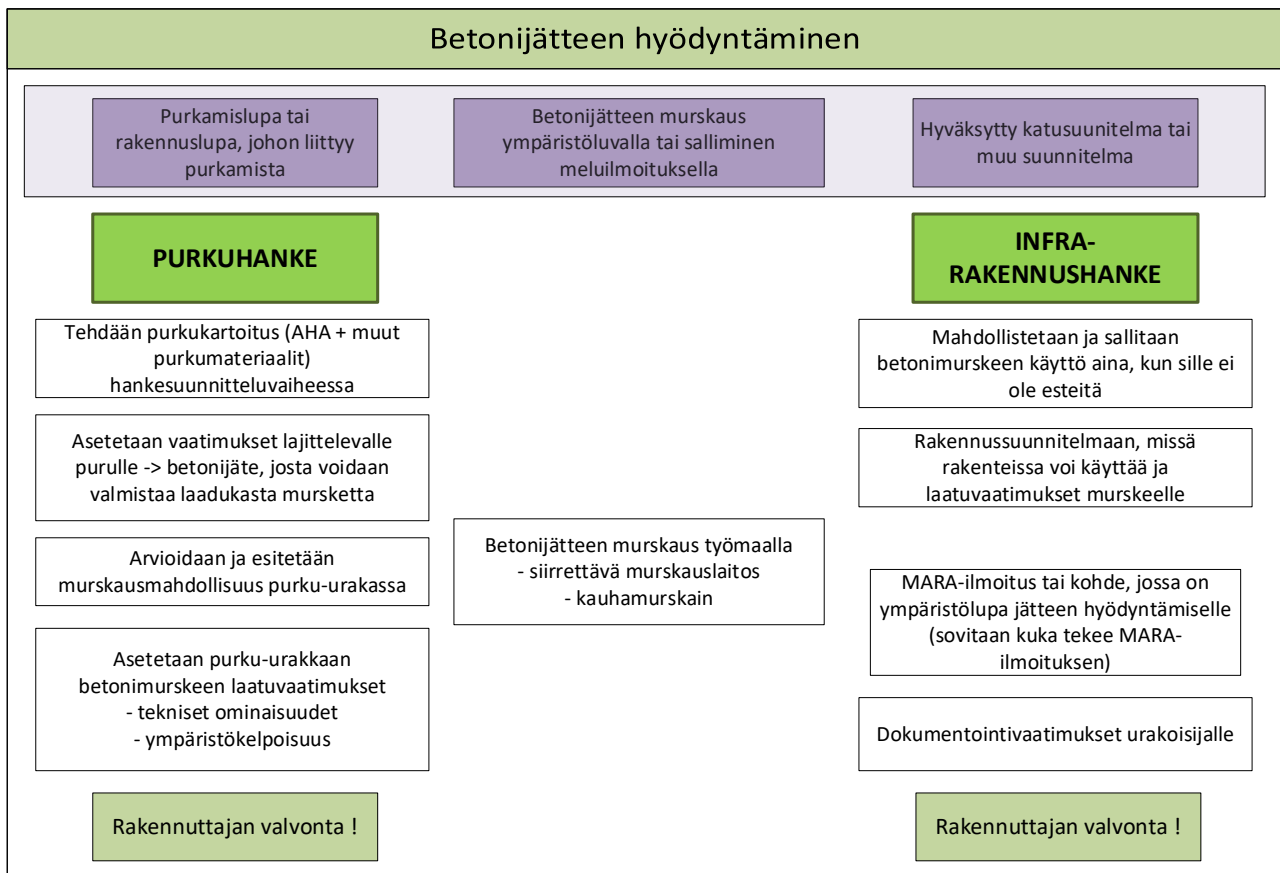 Betonijätteen hyödyntäminen
Purkamislupa tai
rakennuslupa, johon liittyy
purkamista
Betonijätteen murskaus
ympäristöluvalla tai salliminen
meluilmoituksella
Hyväksytty katusuunitelma tai
muu suunnitelma
PURKUHANKE
Tehdään purkukartoitus (AHA + muut
purkumateriaalit)
hankesuunnitteluvaiheessa
Asetetaan vaatimukset lajittelevalle
purulle -> betonijäte, josta voidaan
valmistaa laadukasta mursketta
Arvioidaan ja esitetään
murskausmahdollisuus purku-urakassa
Asetetaan purku-urakkaan
betonimurskeen laatuvaatimukset
- tekniset ominaisuudet
- ympäristökelpoisuus
Rakennuttajan valvonta !
Betonijätteen murskaus työmaalla
- siirrettävä murskauslaitos
- kauhamurskain
INFRA-
RAKENNUSHANKE
Mahdollistetaan ja sallitaan
betonimurskeen käyttö aina, kun sille ei
ole esteitä
Rakennussuunitelmaan, missä
rakenteissa voi käyttää ja
laatuvaatimukset murskeelle
MARA-ilmoitus tai kohde, jossa on
ympäristölupa jätteen hyödyntämiselle
(sovitaan kuka tekee MARA-
ilmoituksen)
Dokumentointivaatimukset urakoisijalle
Rakennuttajan valvonta !